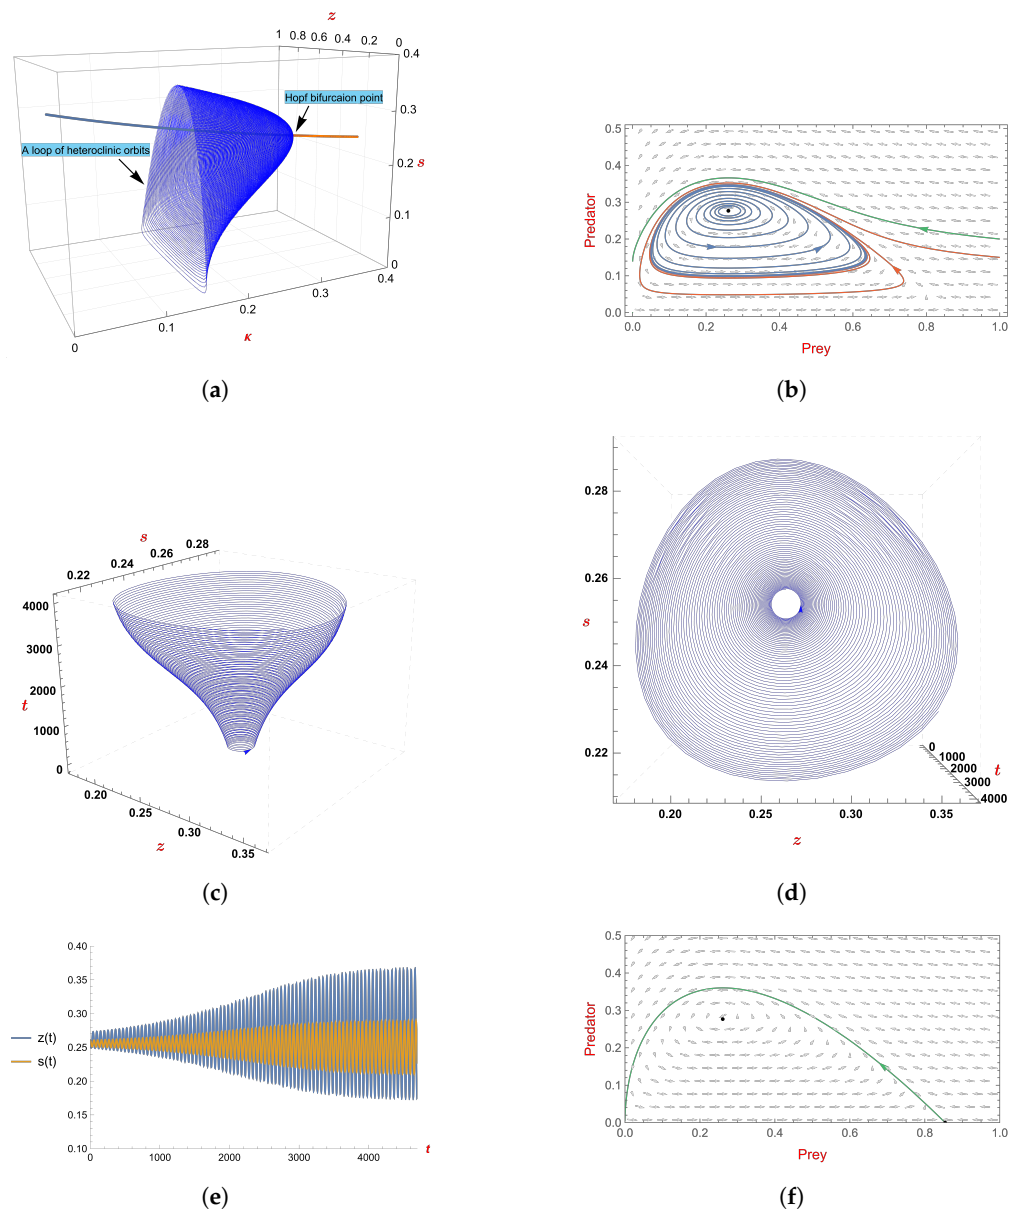 z
1 0.8 0.6 0.4 0.2 0
0.4
0.3
s
0.2
0.1
0
Hopf bifurcaion point
A loop of heteroclinic orbits
0 0.1 0.2 0.3 0.4
κ
(a)
Predator
0.5
0.4
0.3
0.2
0.1
0.0
0.0 0.2 0.4 0.6 0.8 1.0
Prey
(b)
s
0.22 0.24 0.26 0.28
4000
3000
2000
t
1000
0
0.20 0.25 0.30 0.35
z
(c)
0.28
0.26
s
0.24
0.22
0
1000
2000
3000
4000
t
0.20 0.25 0.30 0.35
z
(d)
0.40
0.35
0.30
0.25
0.20
0.15
0.10
z(t)
s(t)
0 1000 2000 3000 4000
t
(e)
Predator
0.5
0.4
0.3
0.2
0.1
0.0
0.0 0.2 0.4 0.6 0.8 1.0
Prey
(f)